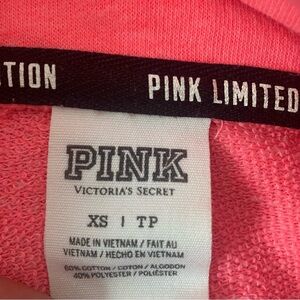 TION PINK LIMITED
PINK
VICTORIA'S SECRET
XS | TP
MADE IN VIETNAM / FAIT AU
VIETNAM / HECHO EN VIETNAM
60% COTTON / COTON / ALGODON
40% POLYESTER / POLIÉSTER